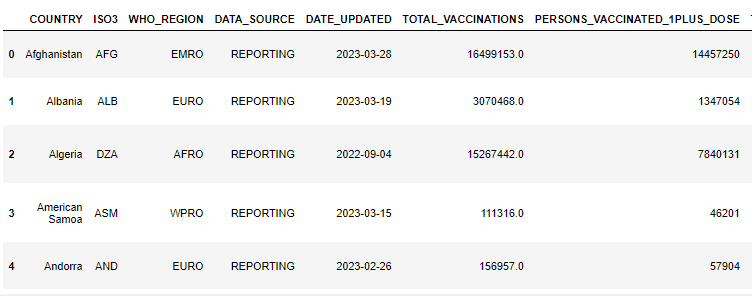 COUNTRY ISO3 WHO_REGION DATA_SOURCE DATE_UPDATED TOTAL_VACCINATIONS PERSONS_VACCINATED_1PLUS_DOSE
0 Afghanistan AFG EMRO REPORTING 2023-03-28 16499153.0 14457250
1 Albania ALB EURO REPORTING 2023-03-19 3070468.0 1347054
2 Algeria DZA AFRO REPORTING 2022-09-04 15267442.0 7840131
3 American Samoa ASM WPRO REPORTING 2023-03-15 111316.0 46201
4 Andorra AND EURO REPORTING 2023-02-26 156957.0 57904